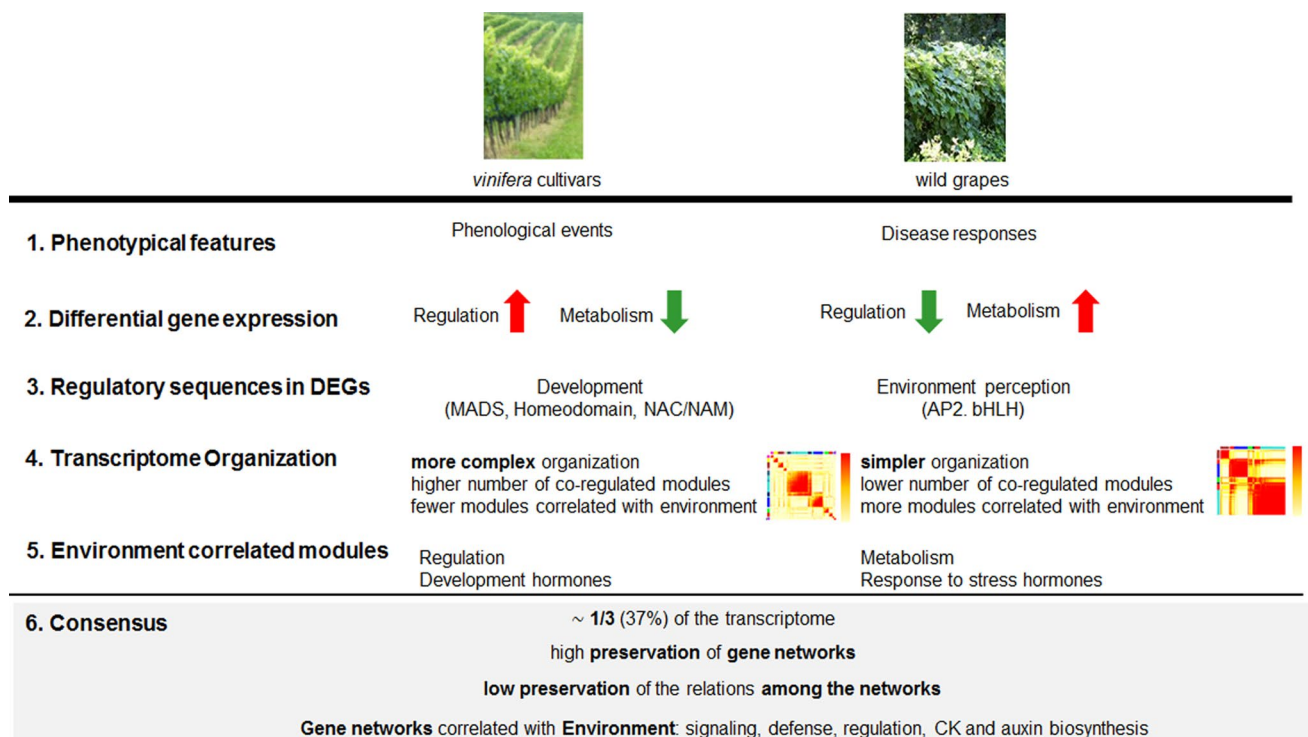 vinifera cultivars
wild grapes
1. Phenotypical features
Phenological events
Disease responses
2. Differential gene expression
Regulation
Metabolism
Regulation
Metabolism
3. Regulatory sequences in DEGs
Development
(MADS, Homeodomain, NAC/NAM)
Environment perception
(AP2. bHLH)
4. Transcriptome Organization
more complex organization
higher number of co-regulated modules
fewer modules correlated with environment
simpler organization
lower number of co-regulated modules
more modules correlated with environment
5. Environment correlated modules
Regulation
Development hormones
Metabolism
Response to stress hormones
6. Consensus
~ 1/3 (37%) of the transcriptome
high preservation of gene networks
low preservation of the relations among the networks
Gene networks correlated with Environment: signaling, defense, regulation, CK and auxin biosynthesis